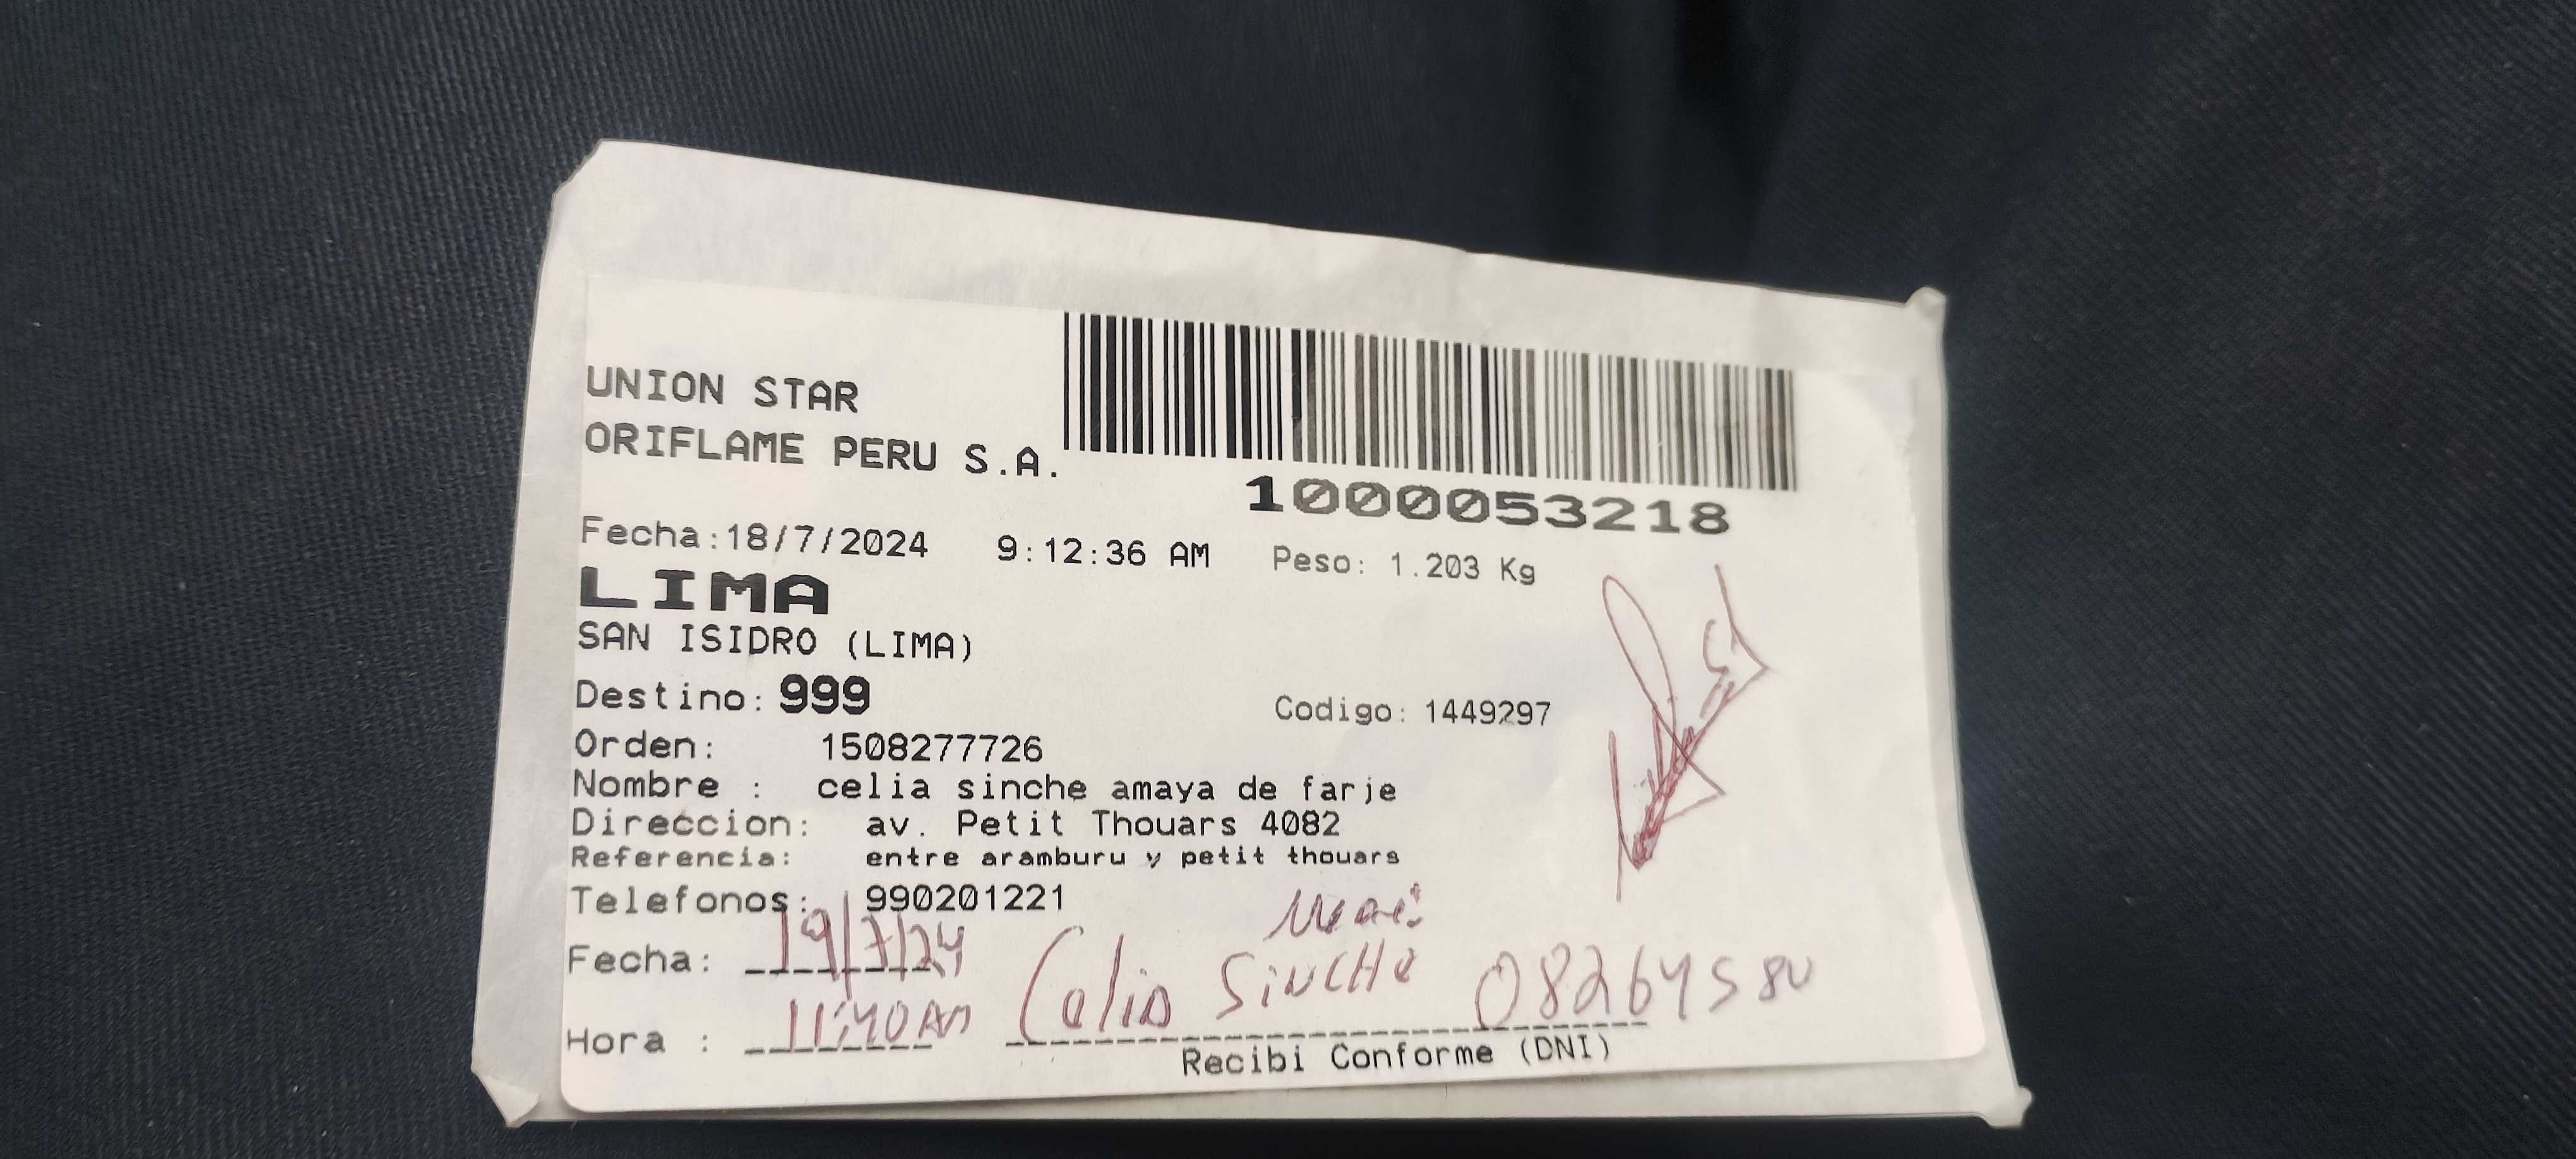 UNION STAR
ORIFLAME PERU S.A.
1000053218
Fecha:18/7/2024 9:12:36 AM Peso: 1.203 Kg
LIMA
SAN ISIDRO (LIMA)
Destino: 999 Codigo: 1449297
Orden: 1508277726
Nombre : celia sinche amaya de farje
Direccion: av. Petit Thouars 4082
Referencia: entre aramburu y petit thouars
Telefonos: 990201221
Fecha: 19/7/24
Celia SiNCHe
Hora : 11:40 AM
Recibi Conforme (DNI)